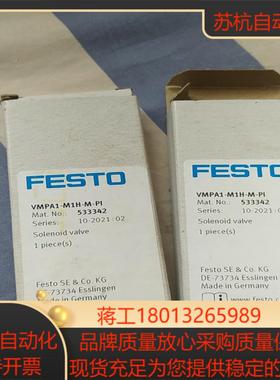 苏杭自动
FESTO
VMPA1-M1H-M-PI
Mat. No.: 533342
Series: 10-2021:02
Solenoid valve
1 piece(s)
Festo SE & Co. KG
DE-73734 Esslingen
Made in Germany
FESTO
VMPA1-M1H-M-PI
Mat. No.: 533342
Series: 10-2021:02
Solenoid valve
1 piece(s)
Festo SE & Co. KG
DE-73734 Esslingen
Made in Germany
蒋工18013265989
自动化
品牌质量放心采购质量保
开票
现货充足为您提供最现